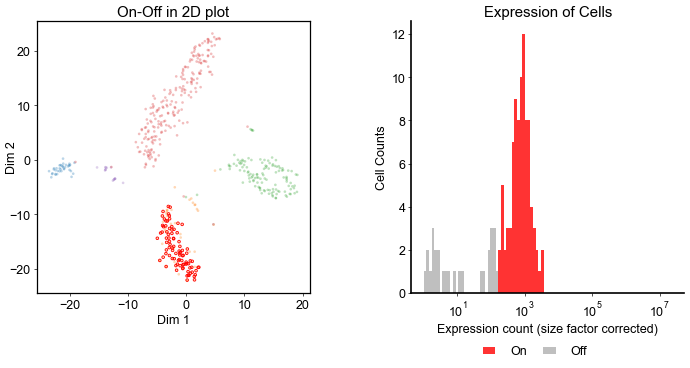 On-Off in 2D plot
Expression of Cells
20
10
0
−10
−20
Dim 2
−20 −10 0 10 20
Dim 1
12
10
8
6
4
2
0
Cell Counts
10^1 10^3 10^5 10^7
Expression count (size factor corrected)
On Off